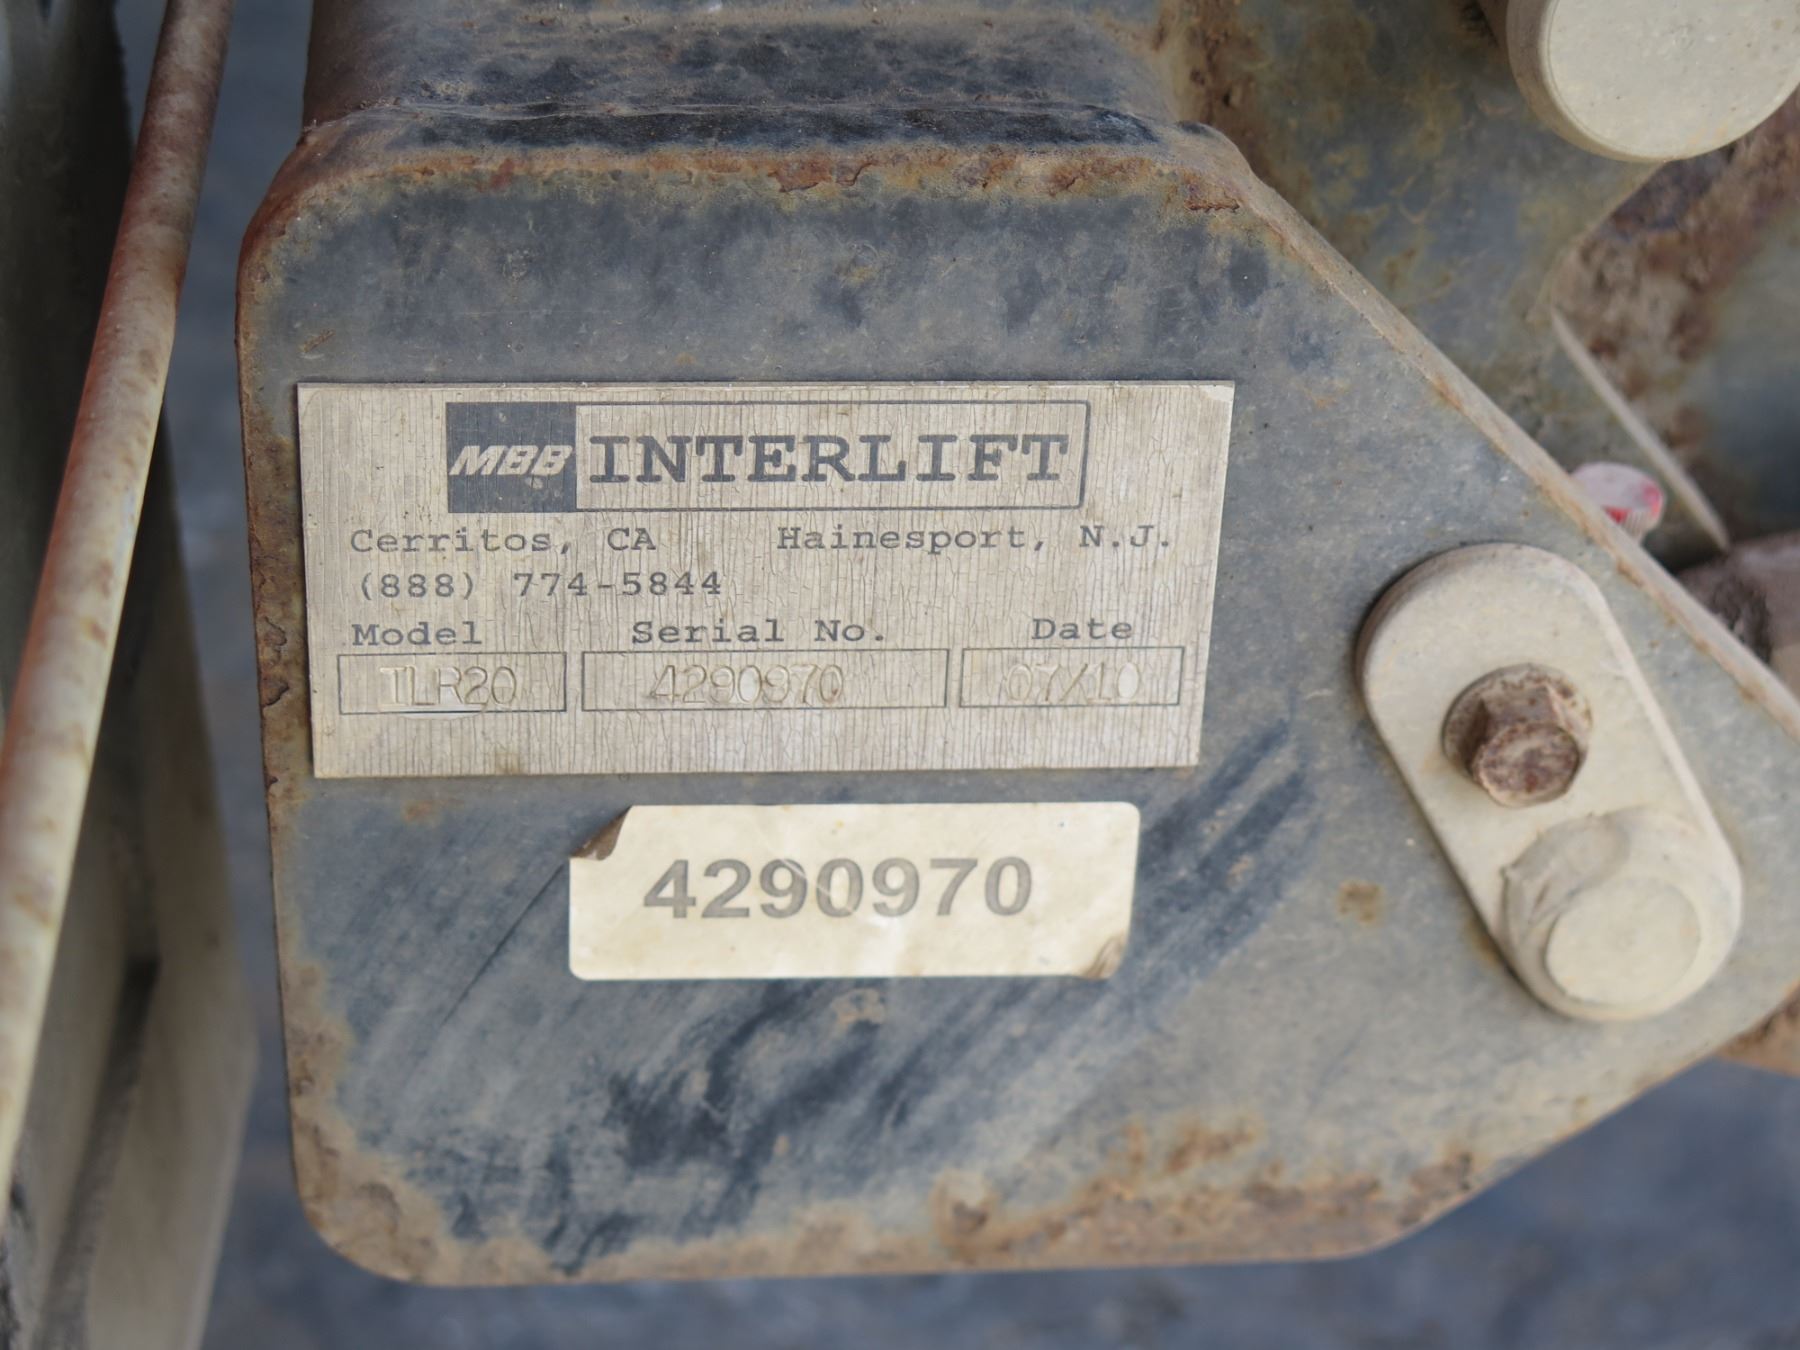 MBB INTERLIFT
Cerritos, CA Hainesport, N.J.
(888) 774-5844
Model Serial No. Date
ILR20 4290970 07/10
4290970